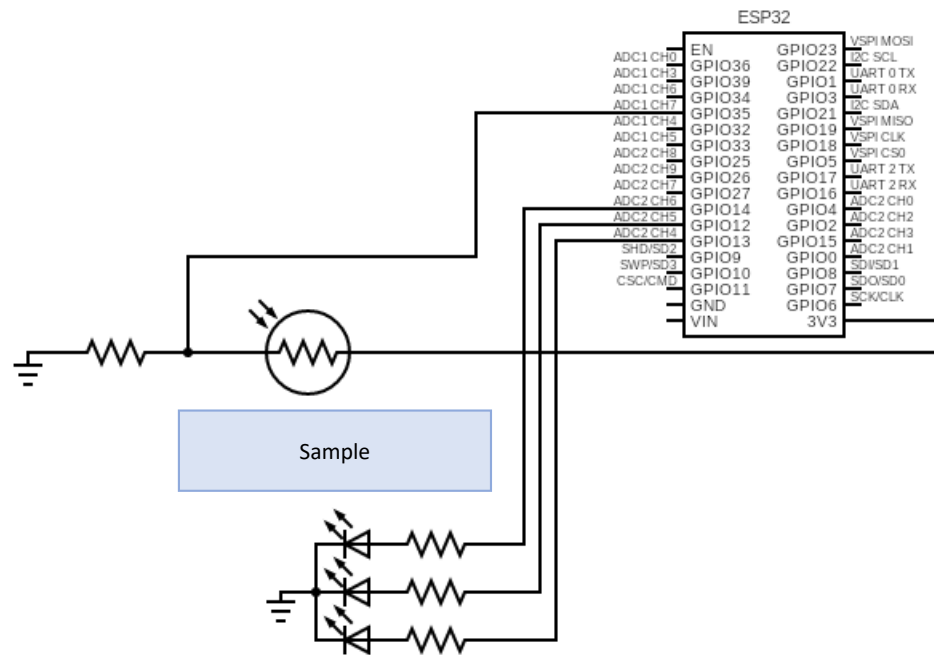 ESP32
VSPI MOSI
EN GPIO23
ADC1 CH0 I2C SCL
GPIO36 GPIO22
ADC1 CH3 UART 0 TX
GPIO39 GPIO1
ADC1 CH6 UART 0 RX
GPIO34 GPIO3
ADC1 CH7 I2C SDA
GPIO35 GPIO21
ADC1 CH4 VSPI MISO
GPIO32 GPIO19
ADC1 CH5 VSPI CLK
GPIO33 GPIO18
ADC2 CH8 VSPI CS0
GPIO25 GPIO5
ADC2 CH9 UART 2 TX
GPIO26 GPIO17
ADC2 CH7 UART 2 RX
GPIO27 GPIO16
ADC2 CH6 ADC2 CH0
GPIO14 GPIO4
ADC2 CH5 ADC2 CH2
GPIO12 GPIO2
ADC2 CH4 ADC2 CH3
GPIO13 GPIO15
SHD/SD2 ADC2 CH1
GPIO9 GPIO0
SWP/SD3 SDI/SD1
GPIO10 GPIO8
CSC/CMD SDO/SD0
GPIO11 GPIO7
SCK/CLK
GND GPIO6
VIN 3V3
Sample